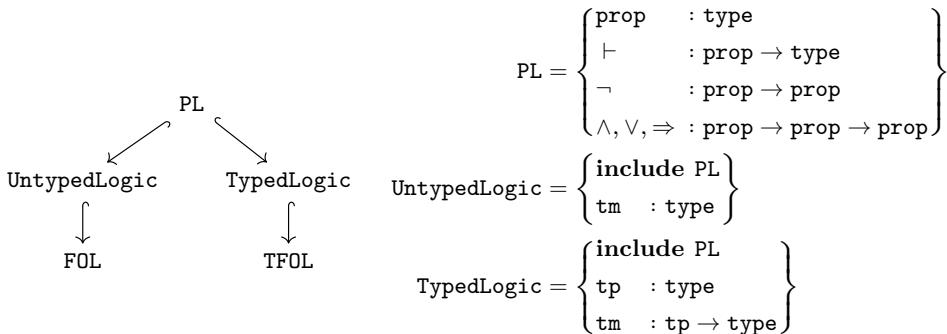 PL
UntypedLogic TypedLogic
FOL TFOL
PL = { prop : type
⊢ : prop → type
¬ : prop → prop
∧, ∨, ⇒ : prop → prop → prop }
UntypedLogic = { include PL
tm : type }
TypedLogic = { include PL
tp : type
tm : tp → type }